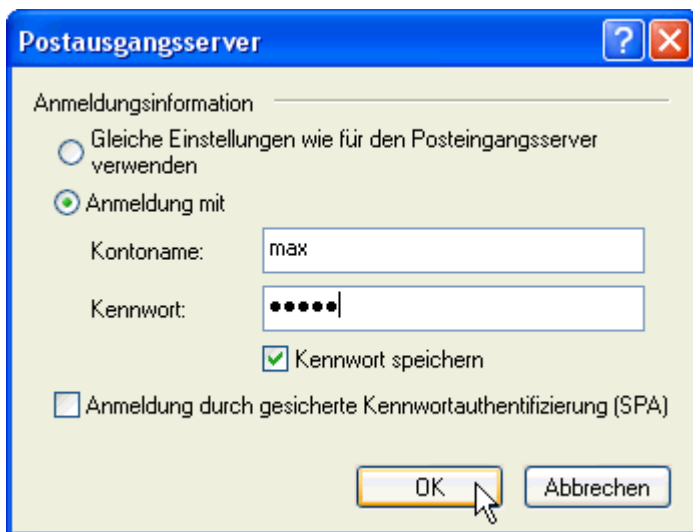 Postausgangsserver
Anmeldungsinformation
Gleiche Einstellungen wie für den Posteingangsserver
verwenden
Anmeldung mit
Kontoname: max
Kennwort: •••••
Kennwort speichern
Anmeldung durch gesicherte Kennwortauthentifizierung (SPA)
OK Abbrechen